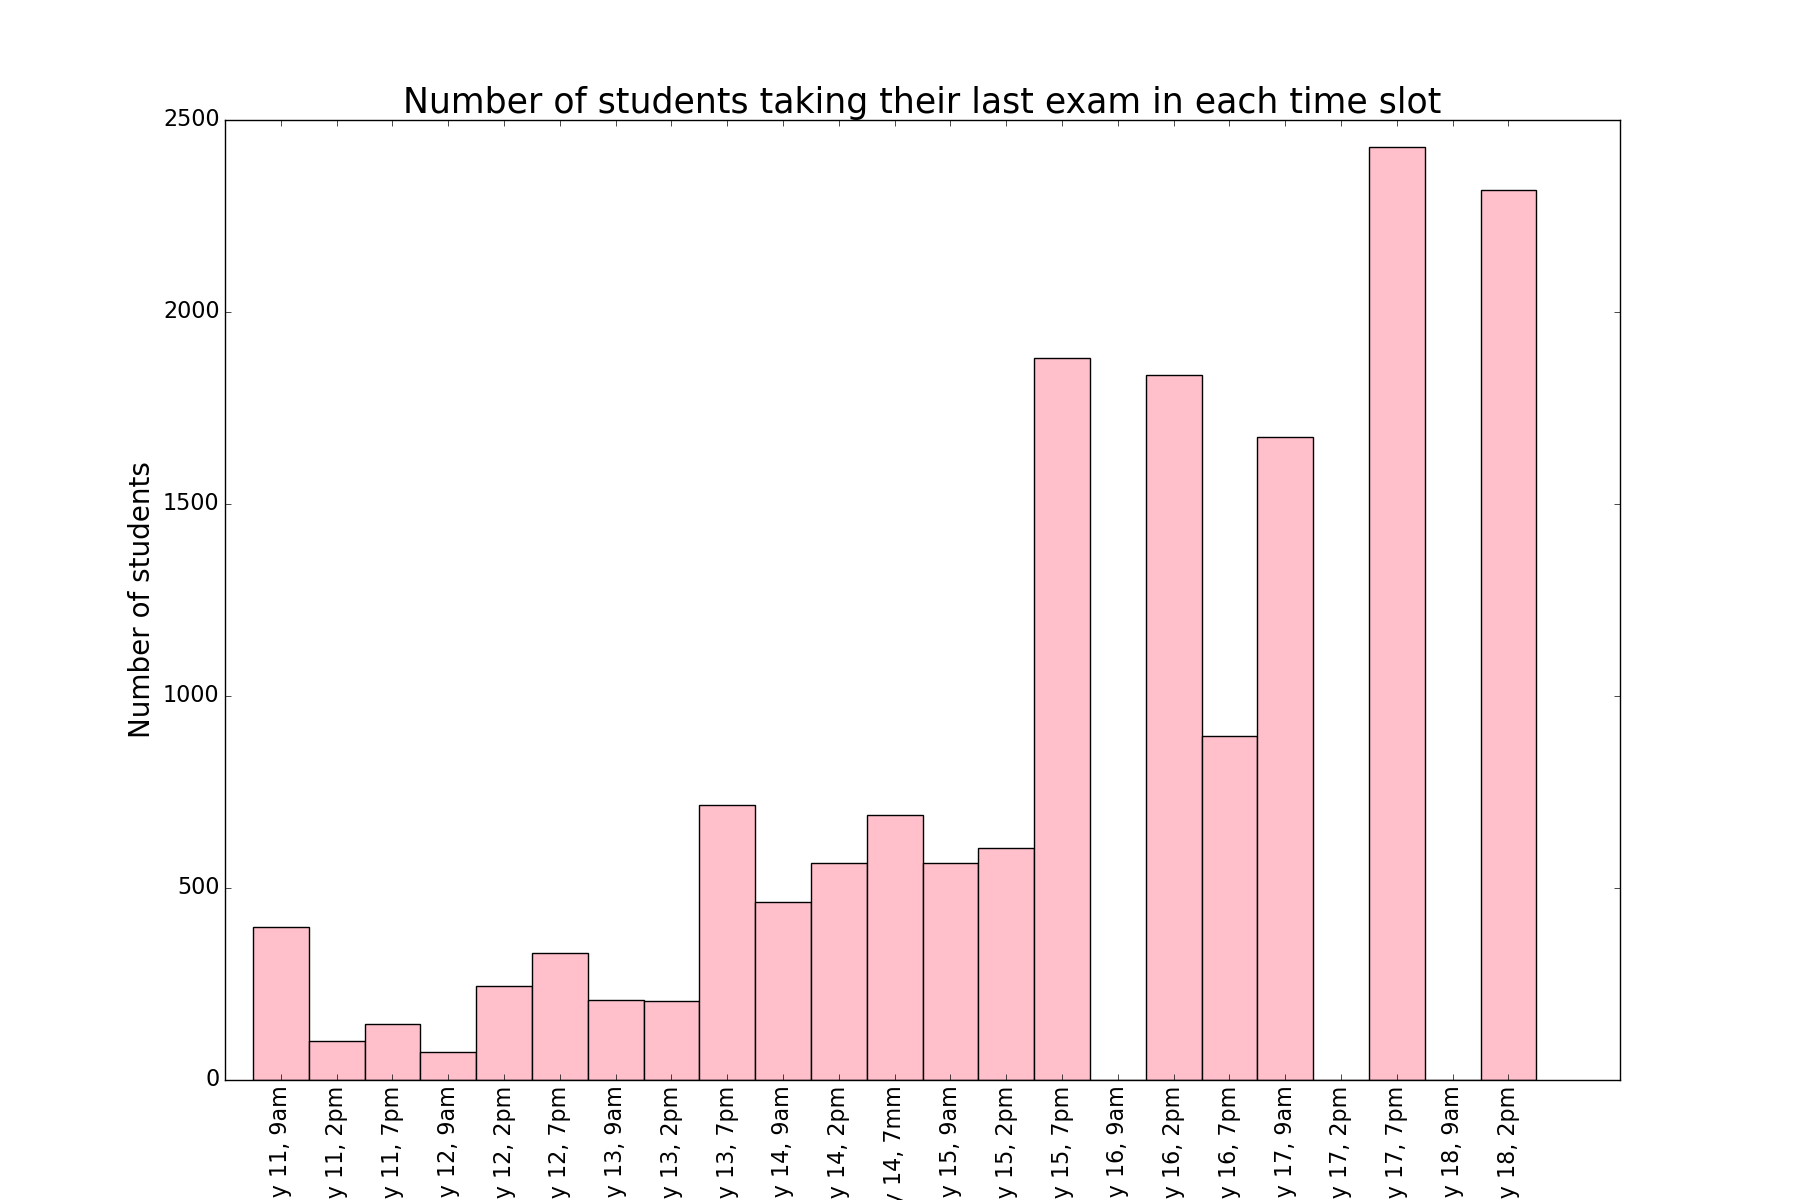 Number of students taking their last exam in each time slot
2500
2000
1500
1000
500
0
Number of students
y 11, 9am
y 11, 2pm
y 11, 7pm
y 12, 9am
y 12, 2pm
y 12, 7pm
y 13, 9am
y 13, 2pm
y 13, 7pm
y 14, 9am
y 14, 2pm
y 14, 7mm
y 15, 9am
y 15, 2pm
y 15, 7pm
y 16, 9am
y 16, 2pm
y 16, 7pm
y 17, 9am
y 17, 2pm
y 17, 7pm
y 18, 9am
y 18, 2pm